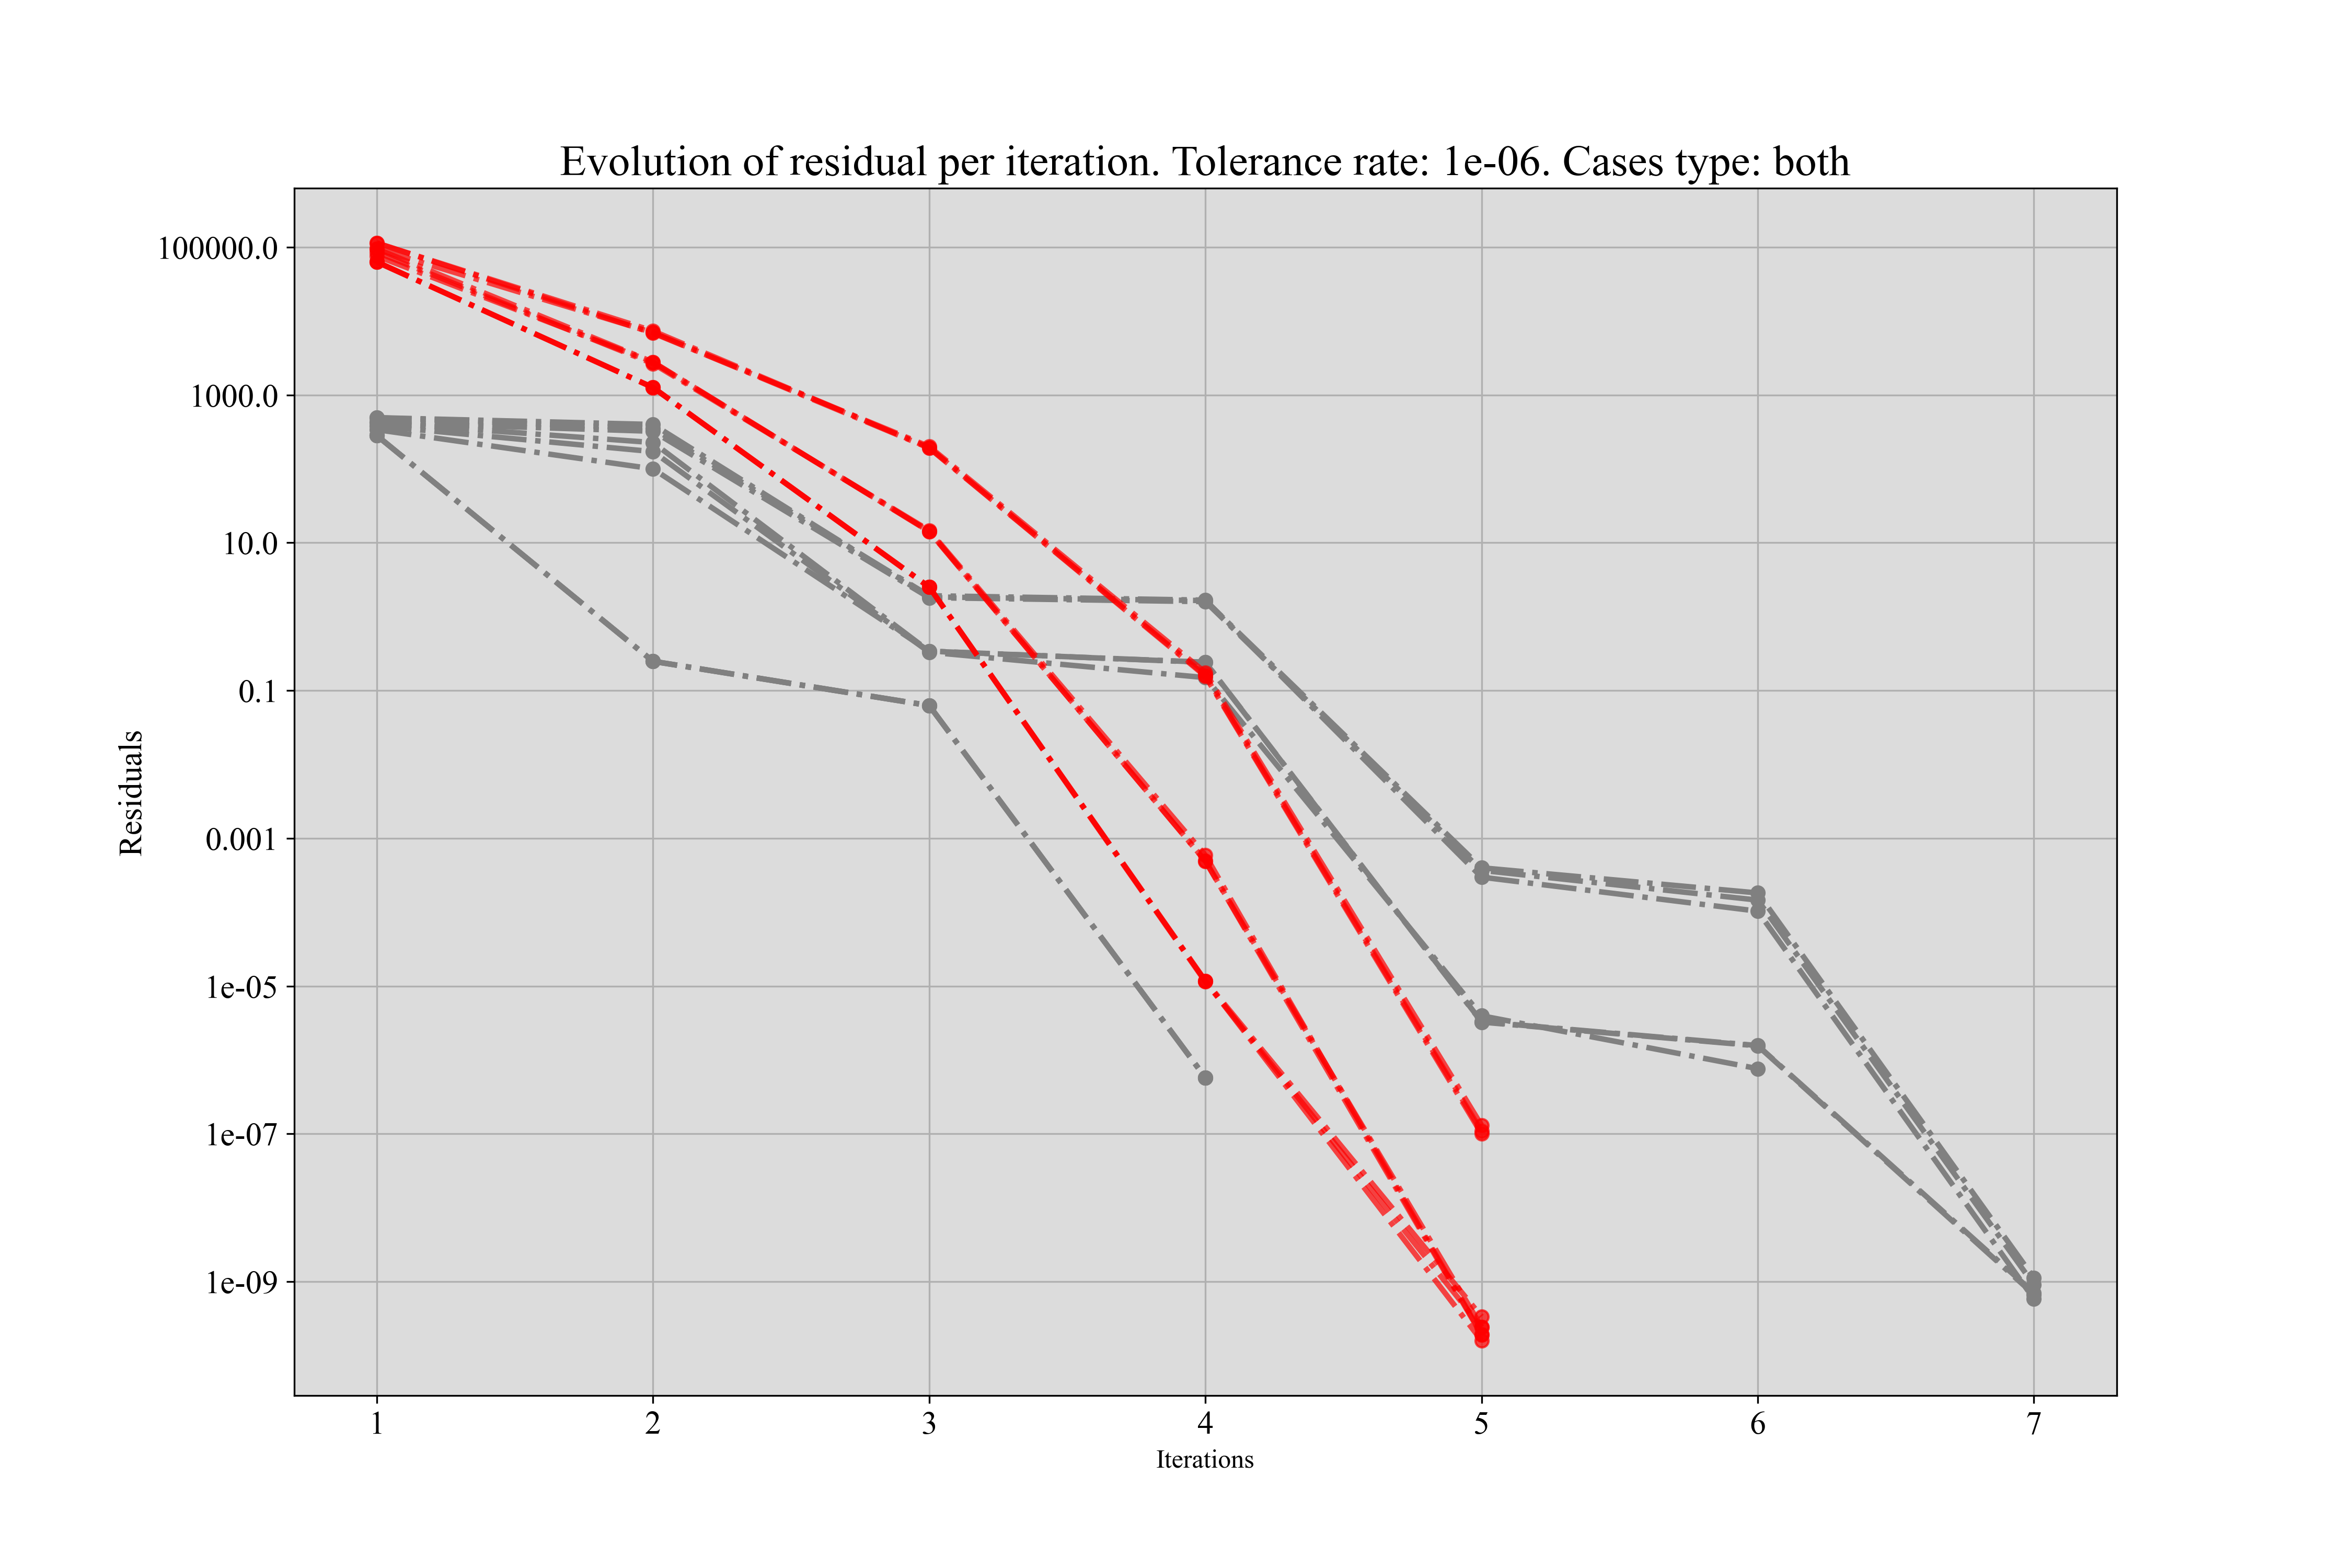 Evolution of residual per iteration. Tolerance rate: 1e-06. Cases type: both
100000.0
1000.0
10.0
0.1
0.001
1e-05
1e-07
1e-09
Residuals
1 2 3 4 5 6 7
Iterations